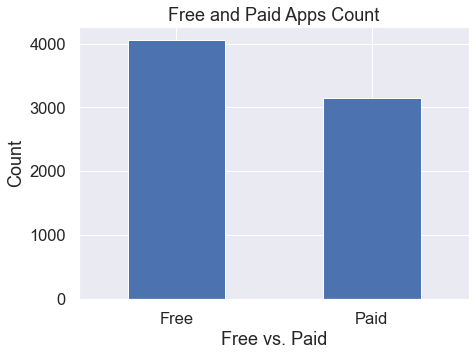 Free and Paid Apps Count
4000
3000
2000
1000
0
Count
Free
Paid
Free vs. Paid